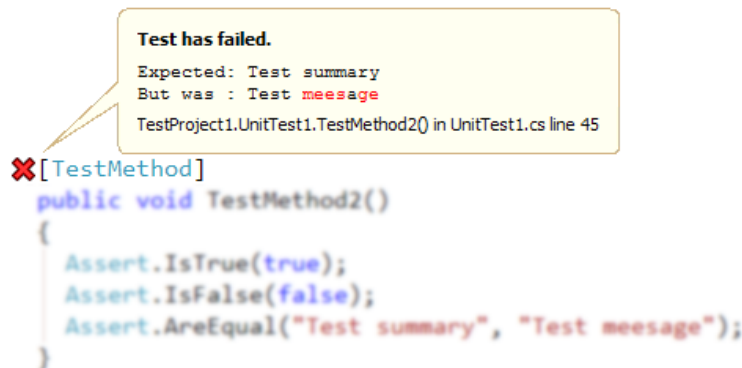 Test has failed.
Expected: Test summary
But was : Test meesage
TestProject1.UnitTest1.TestMethod2() in UnitTest1.cs line 45
[TestMethod]
public void TestMethod2()
{
Assert.IsTrue(true);
Assert.IsFalse(false);
Assert.AreEqual("Test summary", "Test meesage");
}